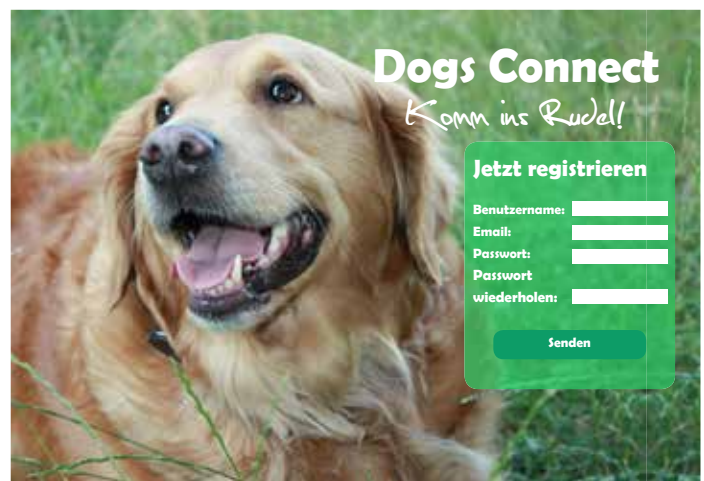 Dogs Connect
Komm ins Rudel!
Jetzt registrieren
Benutzername:
Email:
Passwort:
Passwort
wiederholen:
Senden